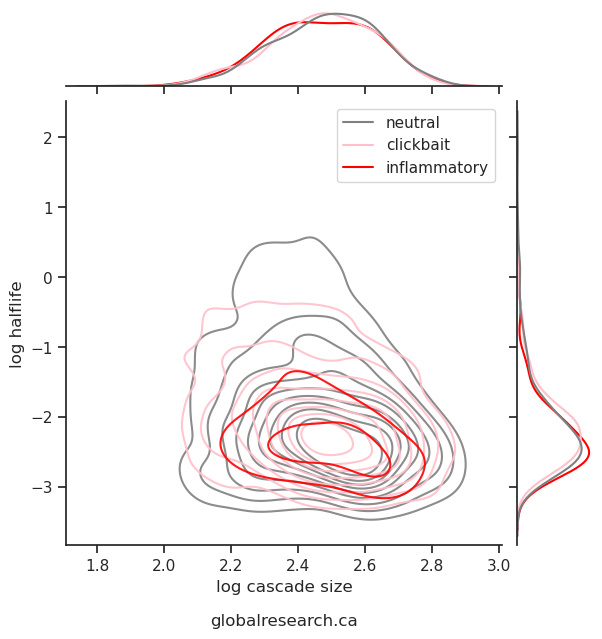 neutral
clickbait
inflammatory
2
1
0
−1
−2
−3
log halflife
1.8 2.0 2.2 2.4 2.6 2.8 3.0
log cascade size
globalresearch.ca